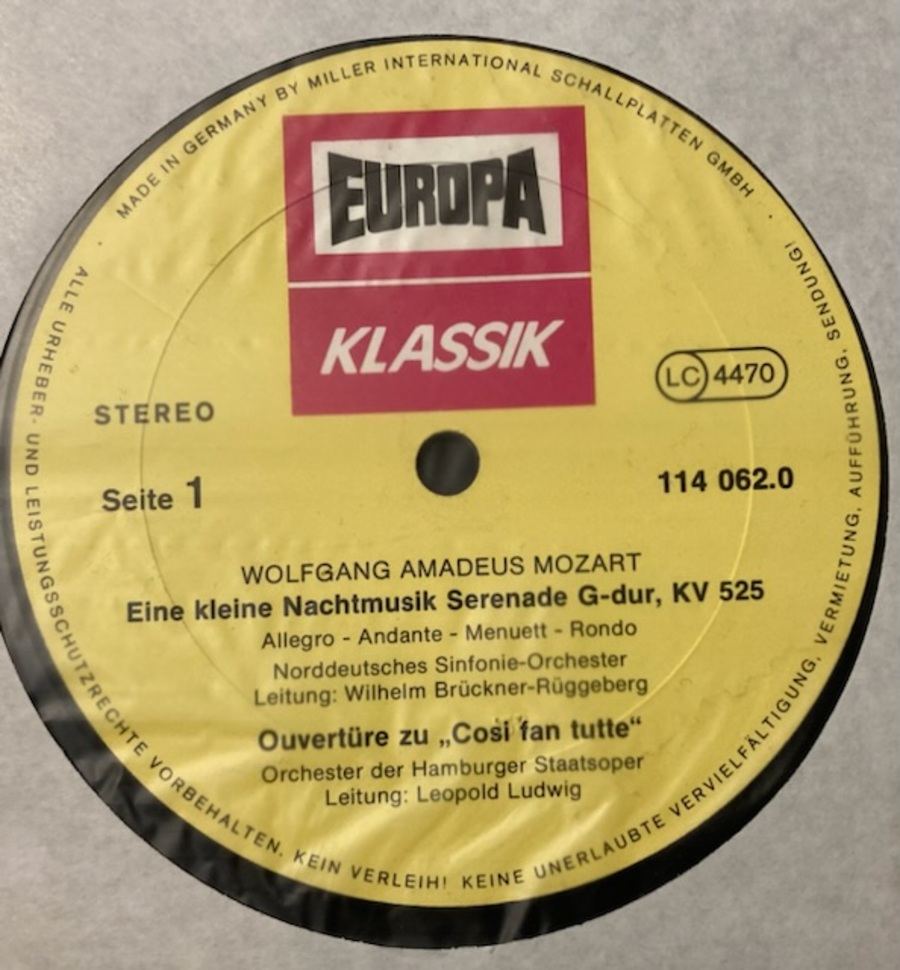 MADE IN GERMANY BY MILLER INTERNATIONAL SCHALLPLATTEN GMBH
EUROPA
KLASSIK
LC 4470
STEREO
Seite 1
114 062.0
WOLFGANG AMADEUS MOZART
Eine kleine Nachtmusik Serenade G-dur, KV 525
Allegro - Andante - Menuett - Rondo
Norddeutsches Sinfonie-Orchester
Leitung: Wilhelm Brückner-Rüggeberg
Ouvertüre zu „Cosi fan tutte“
Orchester der Hamburger Staatsoper
Leitung: Leopold Ludwig
ALLE URHEBER- UND LEISTUNGSSCHUTZRECHTE VORBEHALTEN. KEIN VERLEIH! KEINE UNERLAUBTE VERVIELFÄLTIGUNG, VERMIETUNG, AUFFÜHRUNG, SENDUNG!